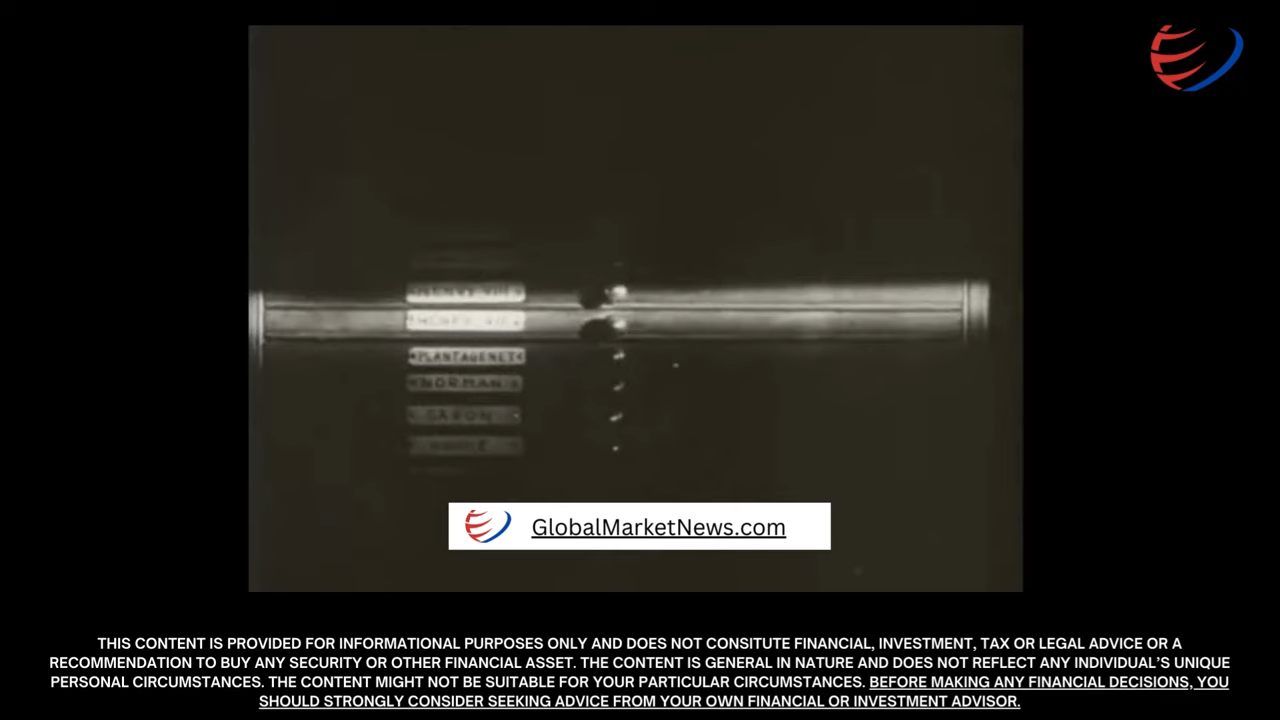 HENRY VIII
HENRY VII
PLANTAGENET
NORMAN
SAXON
GlobalMarketNews.com
THIS CONTENT IS PROVIDED FOR INFORMATIONAL PURPOSES ONLY AND DOES NOT CONSITUTE FINANCIAL, INVESTMENT, TAX OR LEGAL ADVICE OR A
RECOMMENDATION TO BUY ANY SECURITY OR OTHER FINANCIAL ASSET. THE CONTENT IS GENERAL IN NATURE AND DOES NOT REFLECT ANY INDIVIDUAL’S UNIQUE
PERSONAL CIRCUMSTANCES. THE CONTENT MIGHT NOT BE SUITABLE FOR YOUR PARTICULAR CIRCUMSTANCES. BEFORE MAKING ANY FINANCIAL DECISIONS, YOU
SHOULD STRONGLY CONSIDER SEEKING ADVICE FROM YOUR OWN FINANCIAL OR INVESTMENT ADVISOR.